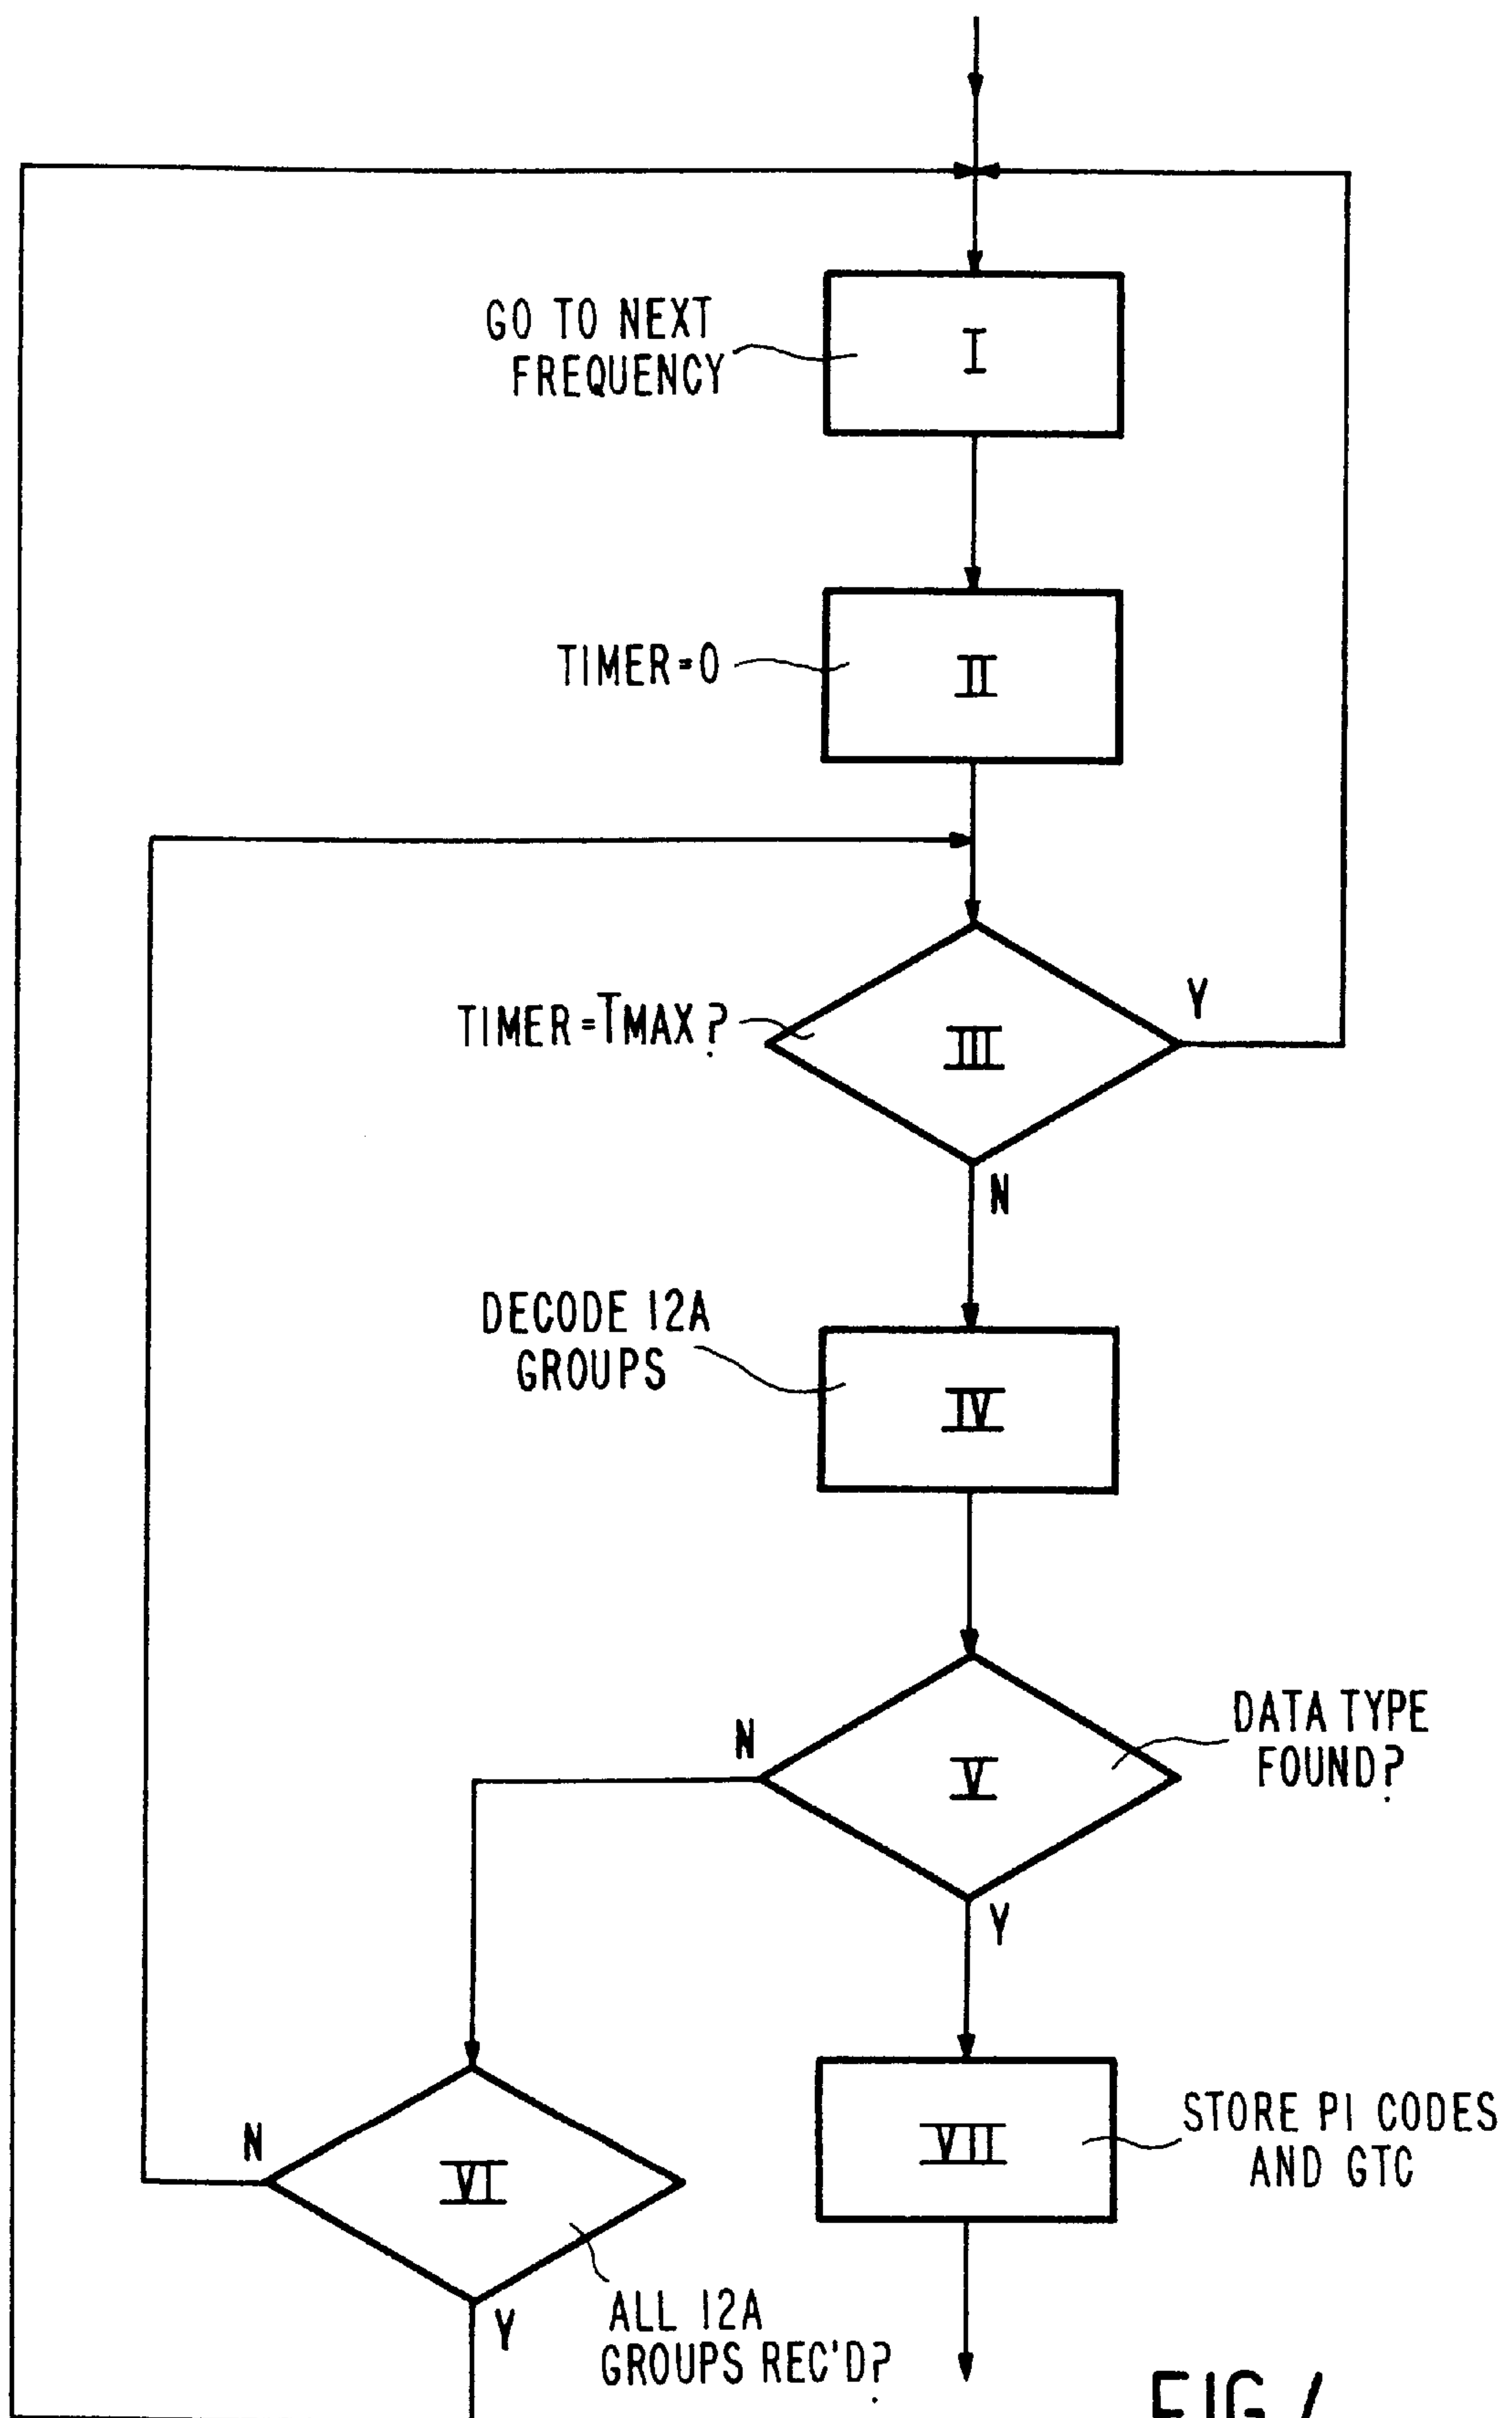 GO TO NEXT
FREQUENCY
I
TIMER=0
II
TIMER=TMAX?
III
Y
N
DECODE 12A
GROUPS
IV
DATA TYPE
FOUND?
N
V
Y
N
VI
VII
STORE PI CODES
AND GTC
Y
ALL 12A
GROUPS REC'D?
FIG.